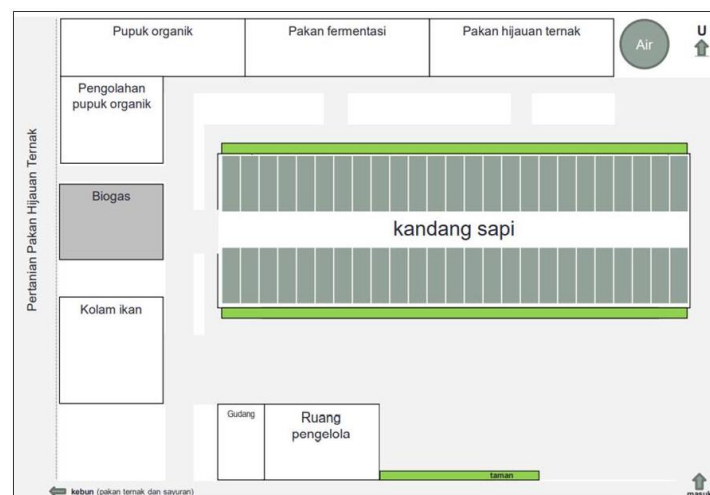 Pupuk organik
Pakan fermentasi
Pakan hijauan ternak
Air
U
Pengolahan
pupuk organik
Pertanian Pakan Hijauan Ternak
Biogas
kandang sapi
Kolam ikan
Gudang
Ruang
pengelola
taman
kebun (pakan ternak dan sayuran)
masuk